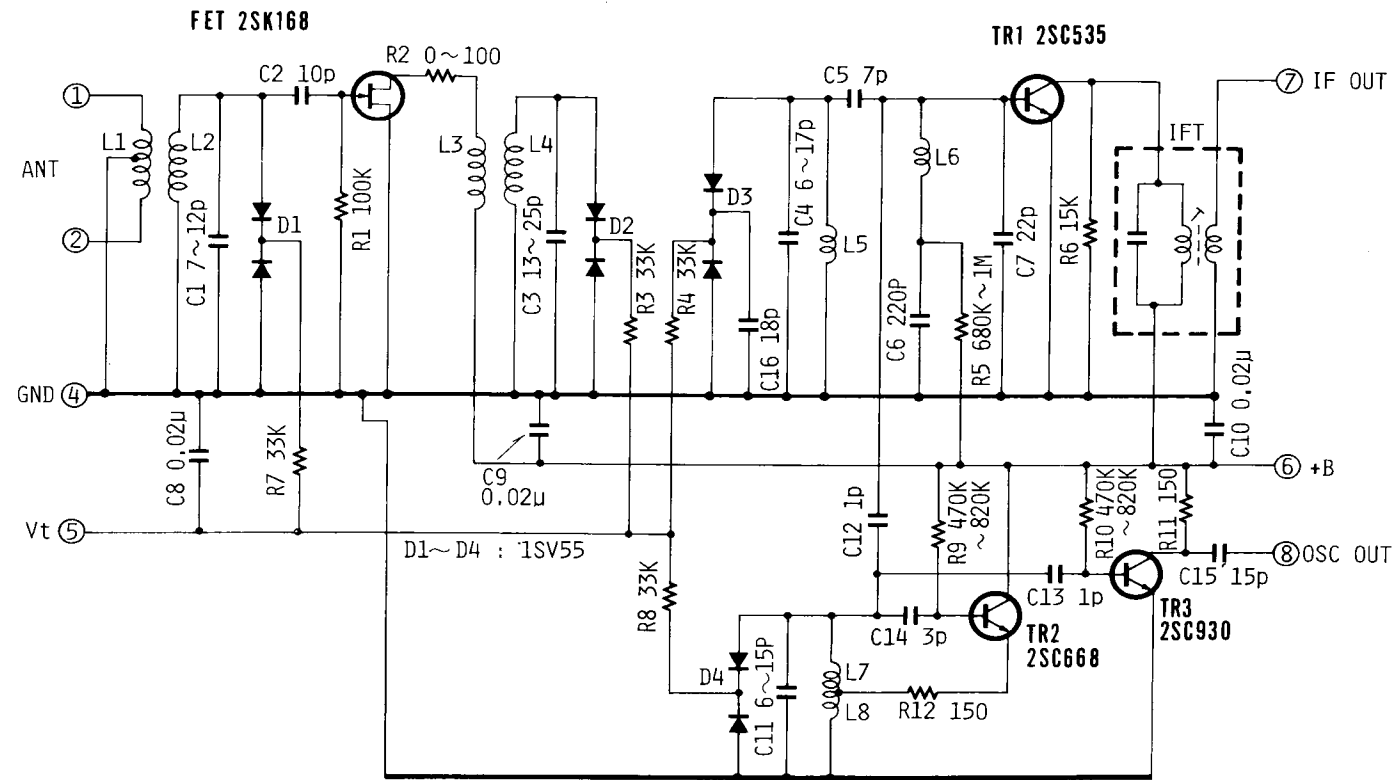 FET 2SK168
TR1 2SC535
R2 0～100
C2 10p
C5 7p
①
⑦ IF OUT
L1
L2
L3
L4
L6
IFT
ANT
②
C1 7～12p
D1
R1 100K
C3 13～25p
D2
R3 33K
R4 33K
D3
C16 18p
C4 6～17p
L5
C6 220P
R5 680K～1M
C7 22p
R6 15K
GND ④
C8 0.02μ
R7 33K
C9
0.02μ
C10 0.02μ
⑥ +B
Vt ⑤
D1～D4 : 1SV55
C12 1p
R9 470K
～820K
R10 470K
～820K
R11 150
⑧ OSC OUT
C15 15p
R8 33K
C13 1p
C14 3p
TR3
2SC930
TR2
2SC668
D4
C11 6～15P
L7
L8
R12 150